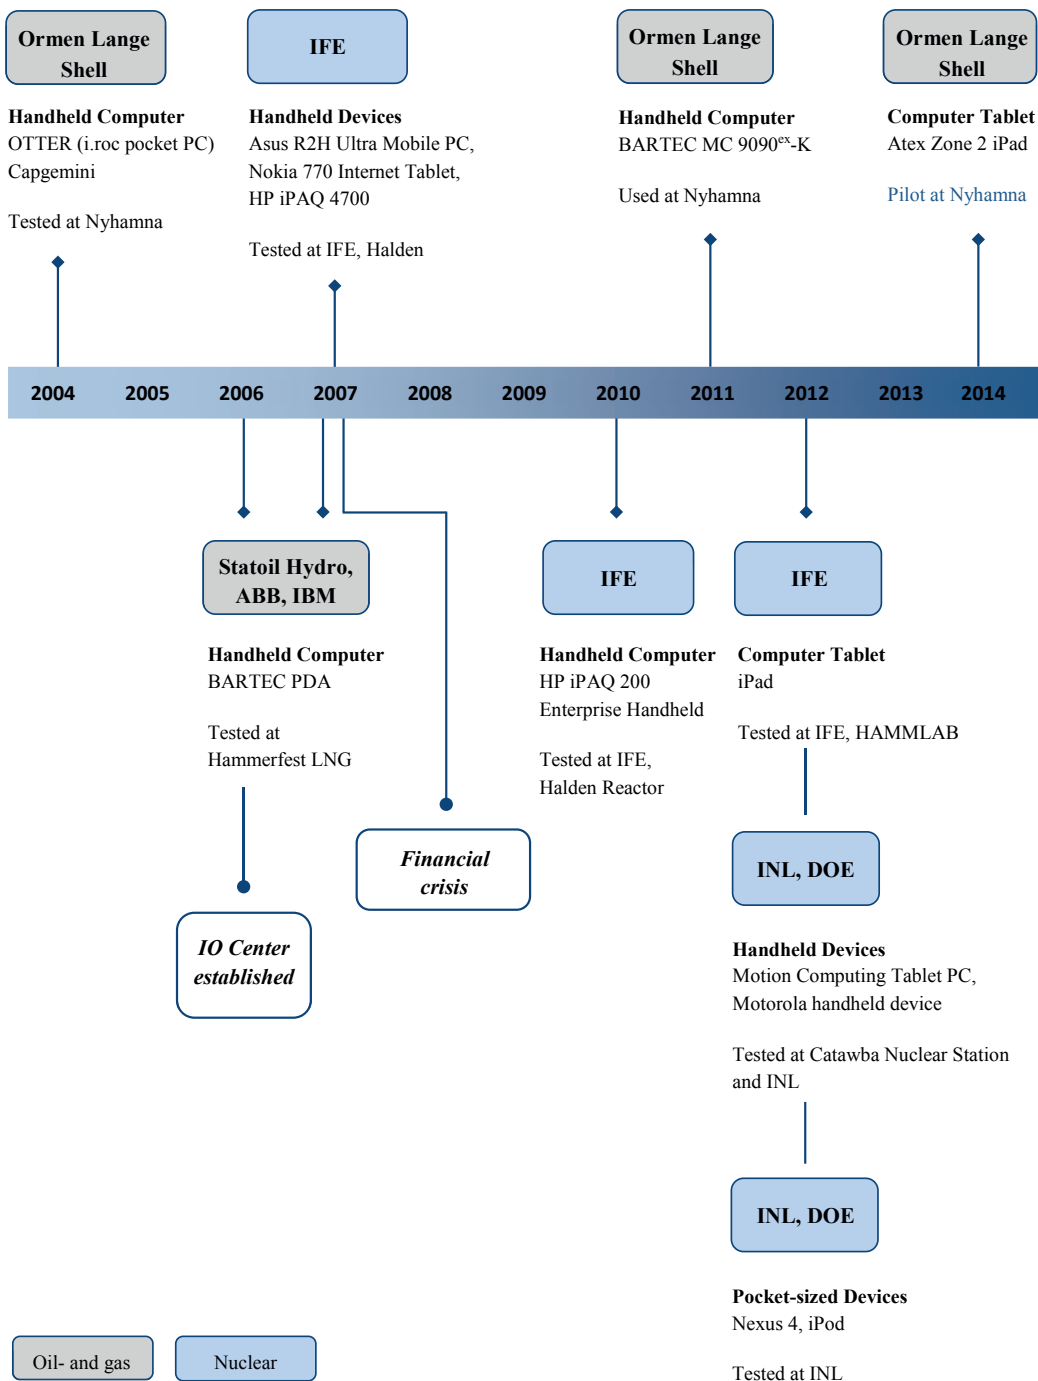 Ormen Lange
Shell
Handheld Computer
OTTER (i.roc pocket PC)
Capgemini
Tested at Nyhamna
IFE
Handheld Devices
Asus R2H Ultra Mobile PC,
Nokia 770 Internet Tablet,
HP iPAQ 4700
Tested at IFE, Halden
Ormen Lange
Shell
Handheld Computer
BARTEC MC 9090ex-K
Used at Nyhamna
Ormen Lange
Shell
Computer Tablet
Atex Zone 2 iPad
Pilot at Nyhamna
2004 2005 2006 2007 2008 2009 2010 2011 2012 2013 2014
Statoil Hydro,
ABB, IBM
Handheld Computer
BARTEC PDA
Tested at
Hammerfest LNG
IO Center
established
Financial
crisis
IFE
Handheld Computer
HP iPAQ 200
Enterprise Handheld
Tested at IFE,
Halden Reactor
IFE
Computer Tablet
iPad
Tested at IFE, HAMMLAB
INL, DOE
Handheld Devices
Motion Computing Tablet PC,
Motorola handheld device
Tested at Catawba Nuclear Station
and INL
INL, DOE
Pocket-sized Devices
Nexus 4, iPod
Tested at INL
Oil- and gas
Nuclear